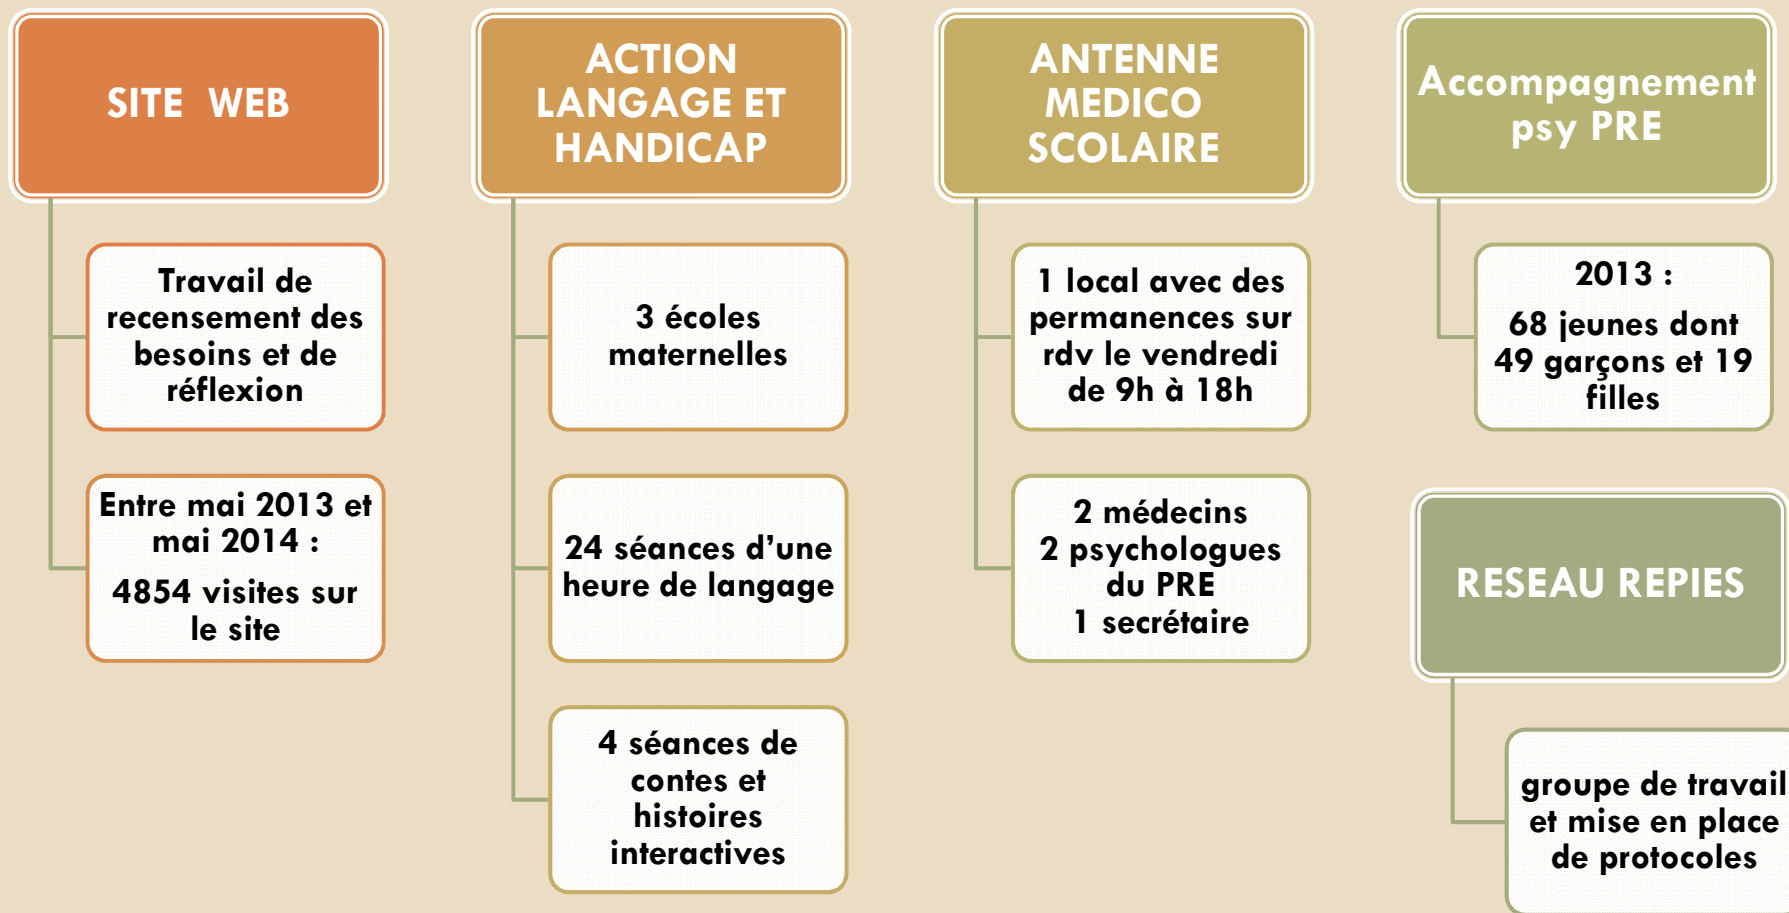 SITE WEB
Travail de
recensement des
besoins et de
réflexion
Entre mai 2013 et
mai 2014 :
4854 visites sur
le site
ACTION
LANGAGE ET
HANDICAP
3 écoles
maternelles
24 séances d’une
heure de langage
4 séances de
contes et
histoires
interactives
ANTENNE
MEDICO
SCOLAIRE
1 local avec des
permanences sur
rdv le vendredi
de 9h à 18h
2 médecins
2 psychologues
du PRE
1 secrétaire
Accompagnement
psy PRE
2013 :
68 jeunes dont
49 garçons et 19
filles
RESEAU REPIES
groupe de travail
et mise en place
de protocoles